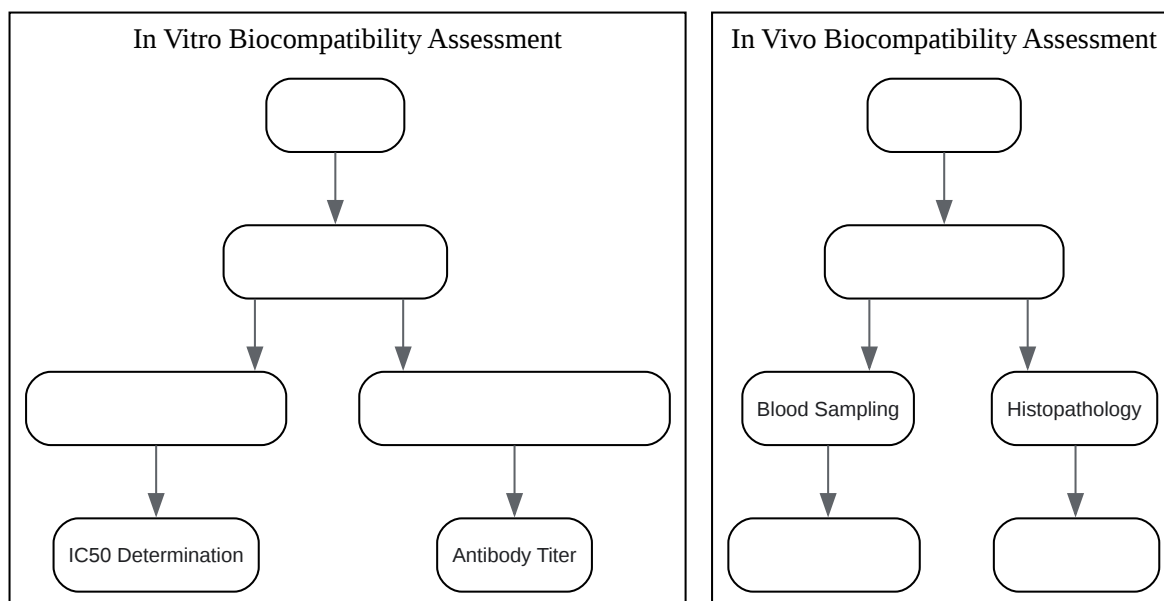 In Vitro Biocompatibility Assessment
In Vivo Biocompatibility Assessment
Blood Sampling
Histopathology
IC50 Determination
Antibody Titer